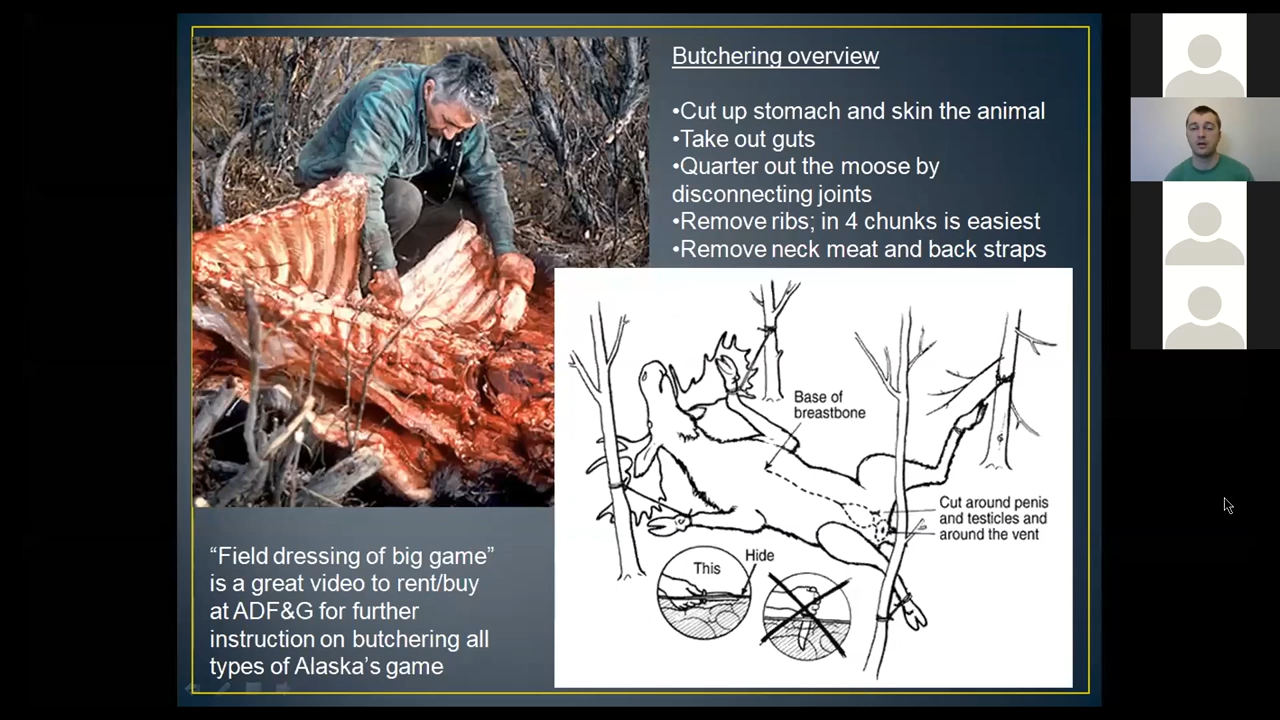 Butchering overview
•Cut up stomach and skin the animal
•Take out guts
•Quarter out the moose by
disconnecting joints
•Remove ribs; in 4 chunks is easiest
•Remove neck meat and back straps
Base of
breastbone
Cut around penis
and testicles and
around the vent
This
Hide
“Field dressing of big game”
is a great video to rent/buy
at ADF&G for further
instruction on butchering all
types of Alaska’s game